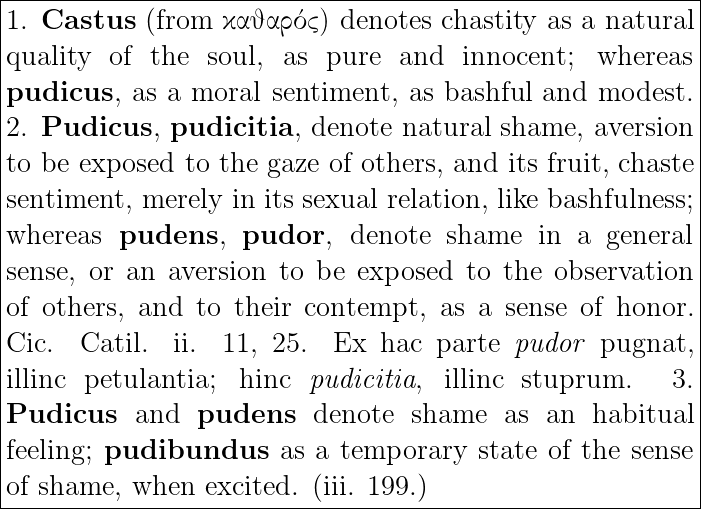 1. Castus (from καθαρός) denotes chastity as a natural
quality of the soul, as pure and innocent; whereas
pudicus, as a moral sentiment, as bashful and modest.
2. Pudicus, pudicitia, denote natural shame, aversion
to be exposed to the gaze of others, and its fruit, chaste
sentiment, merely in its sexual relation, like bashfulness;
whereas pudens, pudor, denote shame in a general
sense, or an aversion to be exposed to the observation
of others, and to their contempt, as a sense of honor.
Cic. Catil. ii. 11, 25. Ex hac parte pudor pugnat,
illinc petulantia; hinc pudicitia, illinc stuprum. 3.
Pudicus and pudens denote shame as an habitual
feeling; pudibundus as a temporary state of the sense
of shame, when excited. (iii. 199.)